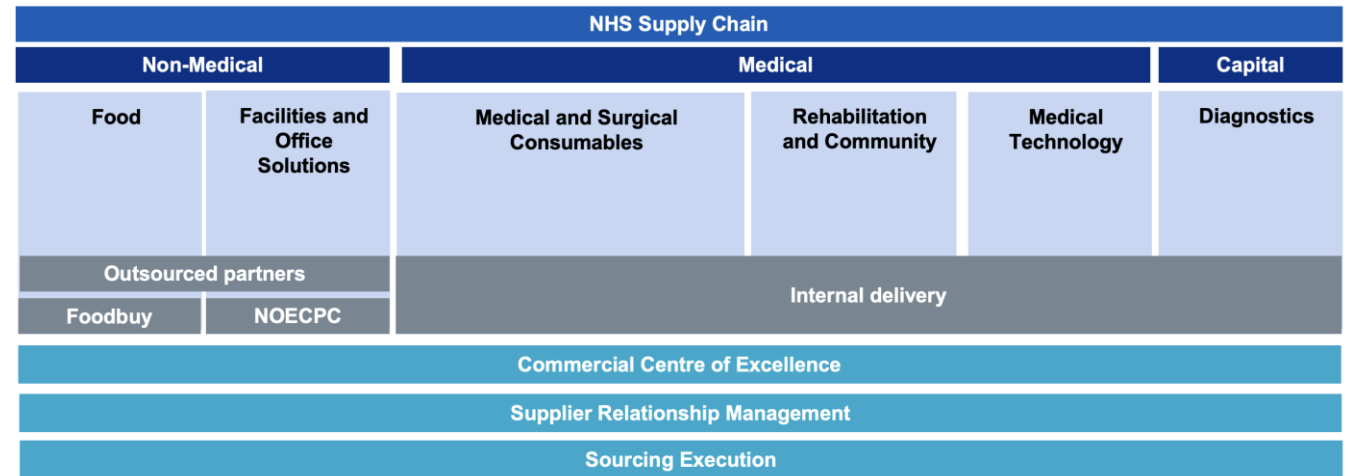 NHS Supply Chain
Non-Medical
Medical
Capital
Food
Facilities and
Office
Solutions
Medical and Surgical
Consumables
Rehabilitation
and Community
Medical
Technology
Diagnostics
Outsourced partners
Foodbuy
NOECPC
Internal delivery
Commercial Centre of Excellence
Supplier Relationship Management
Sourcing Execution